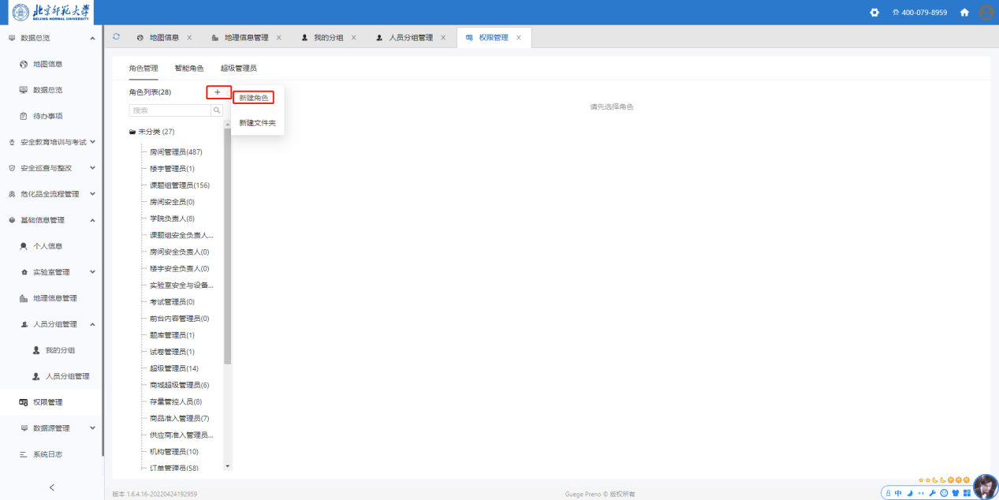 北京师范大学
BEIJING NORMAL UNIVERSITY
400-079-8959
数据总览
地图信息
数据总览
待办事项
安全教育培训与考试
安全巡查与整改
危化品全流程管理
基础信息管理
个人信息
实验室管理
地理信息管理
人员分组管理
我的分组
人员分组管理
权限管理
数据源管理
系统日志
地图信息 地理信息管理 我的分组 人员分组管理 权限管理
角色管理 智能角色 超级管理员
角色列表(28)
搜索
新建角色
新建文件夹
请先选择角色
未分类 (27)
房间管理员(487)
楼宇管理员(1)
课题组管理员(156)
房间安全员(0)
学院负责人(8)
课题组安全负责人...
房间安全负责人(0)
楼宇安全负责人(0)
实验室安全与设备...
考试管理员(0)
前台内容管理员(0)
题库管理员(1)
试卷管理员(1)
超级管理员(14)
商城超级管理员(6)
存量管控人员(8)
商品准入管理员(7)
供应商准入管理员...
机构管理员(10)
订单管理员(58)
版本 1.6.4.16-20220424192959
Guege Preno © 版权所有
中